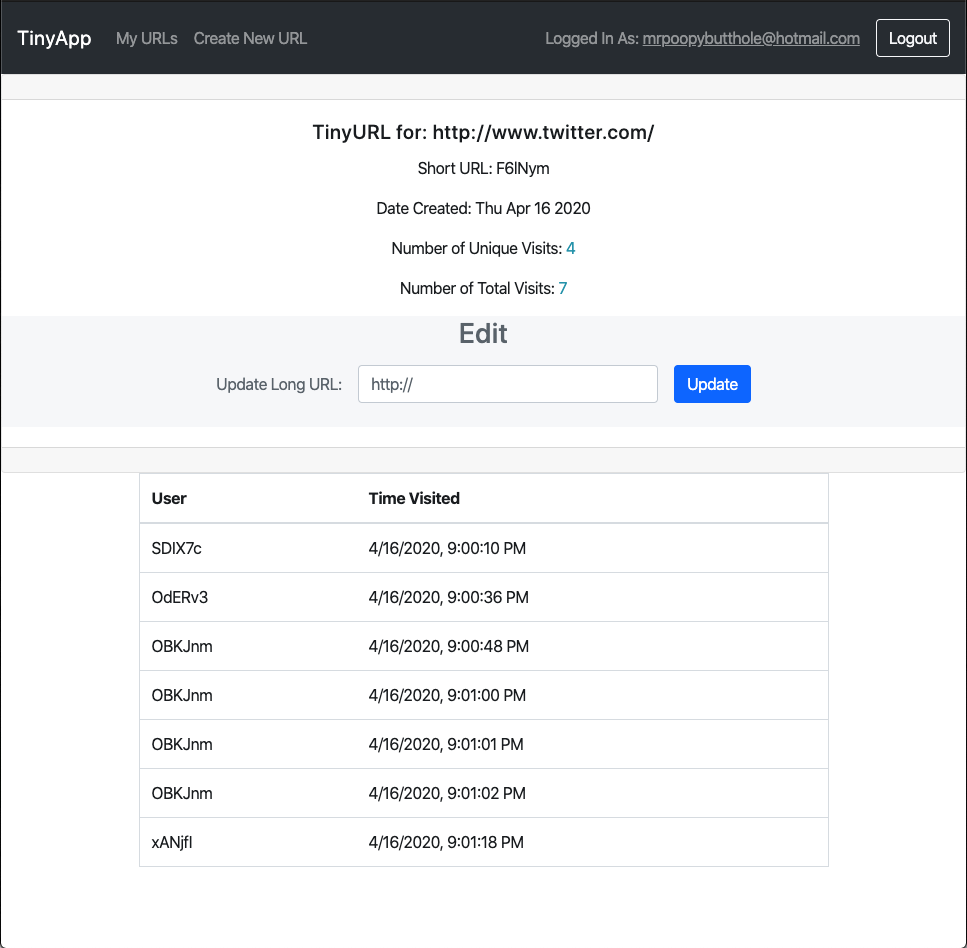 TinyApp My URLs Create New URL Logged In As: mrpoopybutthole@hotmail.com Logout
TinyURL for: http://www.twitter.com/
Short URL: F6lNym
Date Created: Thu Apr 16 2020
Number of Unique Visits: 4
Number of Total Visits: 7
Edit
Update Long URL: http:// Update
User Time Visited
SDlX7c 4/16/2020, 9:00:10 PM
OdERv3 4/16/2020, 9:00:36 PM
OBKJnm 4/16/2020, 9:00:48 PM
OBKJnm 4/16/2020, 9:01:00 PM
OBKJnm 4/16/2020, 9:01:01 PM
OBKJnm 4/16/2020, 9:01:02 PM
xANjfl 4/16/2020, 9:01:18 PM